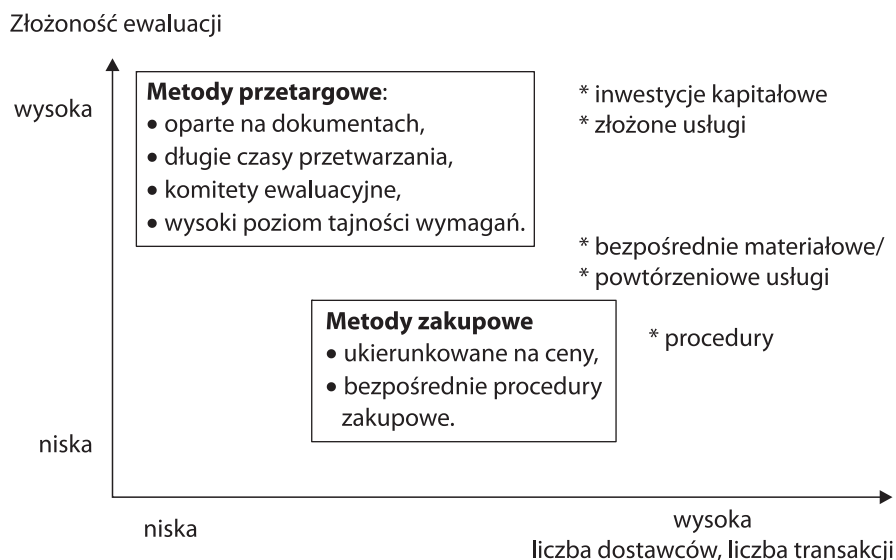 Złożoność ewaluacji
wysoka
Metody przetargowe:
• oparte na dokumentach,
• długie czasy przetwarzania,
• komitety ewaluacyjne,
• wysoki poziom tajności wymagań.
* inwestycje kapitałowe
* złożone usługi
* bezpośrednie materiałowe/
* powtórzeniowe usługi
Metody zakupowe
• ukierunkowane na ceny,
• bezpośrednie procedury
zakupowe.
* procedury
niska
niska
wysoka
liczba dostawców, liczba transakcji